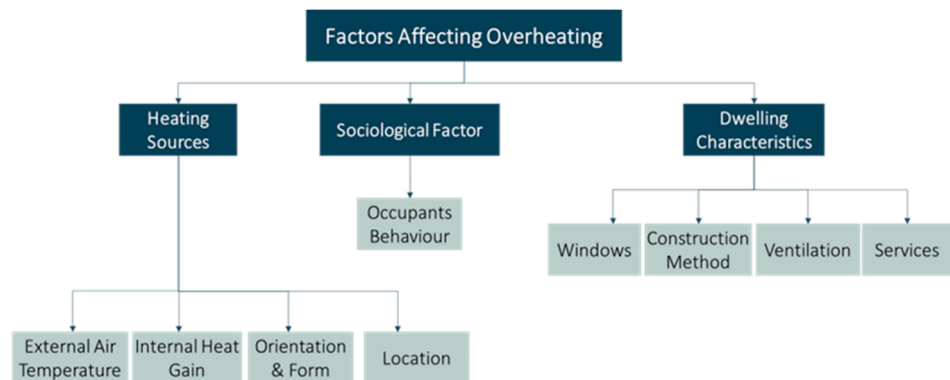 Factors Affecting Overheating
Heating
Sources
Sociological Factor
Dwelling
Characteristics
Occupants
Behaviour
Windows
Construction
Method
Ventilation
Services
External Air
Temperature
Internal Heat
Gain
Orientation
& Form
Location